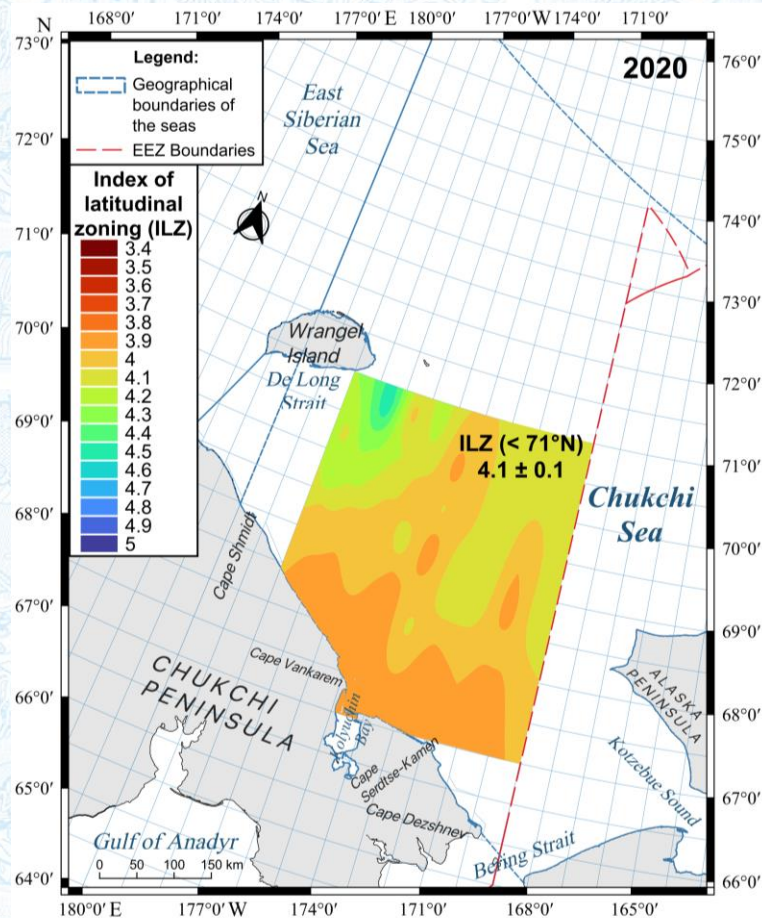 N 168°0′ 174°0′ 177°0′ E 180°0′ 177°0′ W 174°0′ 171°0′
73°0′
72°0′
71°0′
70°0′
69°0′
68°0′
67°0′
66°0′
65°0′
64°0′
Legend:
Geographical
boundaries of
the seas
EEZ Boundaries
Index of
latitudinal
zoning (ILZ)
3.4
3.5
3.6
3.7
3.8
3.9
4
4.1
4.2
4.3
4.4
4.5
4.6
4.7
4.8
4.9
5
2020
East
Siberian
Sea
N
Wrangel
Island
De Long
Strait
ILZ (< 71°N)
4.1 ± 0.1
Chukchi
Sea
Cape Shmidt
Cape Vankarem
CHUKCHI
PENINSULA
Kolyuchin
Bay
Cape
Serdtse-Kamen
Cape Dezshnev
ALASKA
PENINSULA
Kotzebue Sound
Bering Strait
Gulf of Anadyr
0 50 100 150 km
76°0′
75°0′
74°0′
73°0′
72°0′
71°0′
70°0′
69°0′
68°0′
67°0′
66°0′
180°0′ E 177°0′ W 174°0′ 171°0′ 168°0′ 165°0′